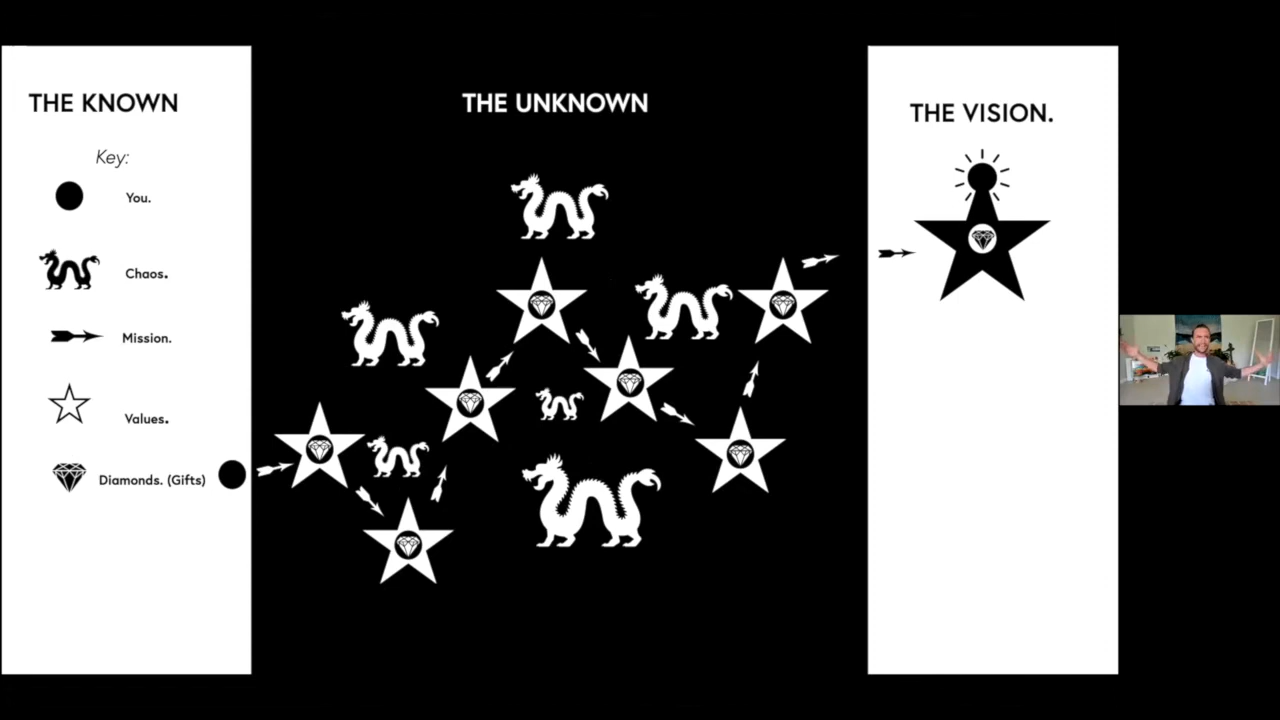 THE KNOWN
Key:
You.
Chaos.
Mission.
Values.
Diamonds. (Gifts)
THE UNKNOWN
THE VISION.